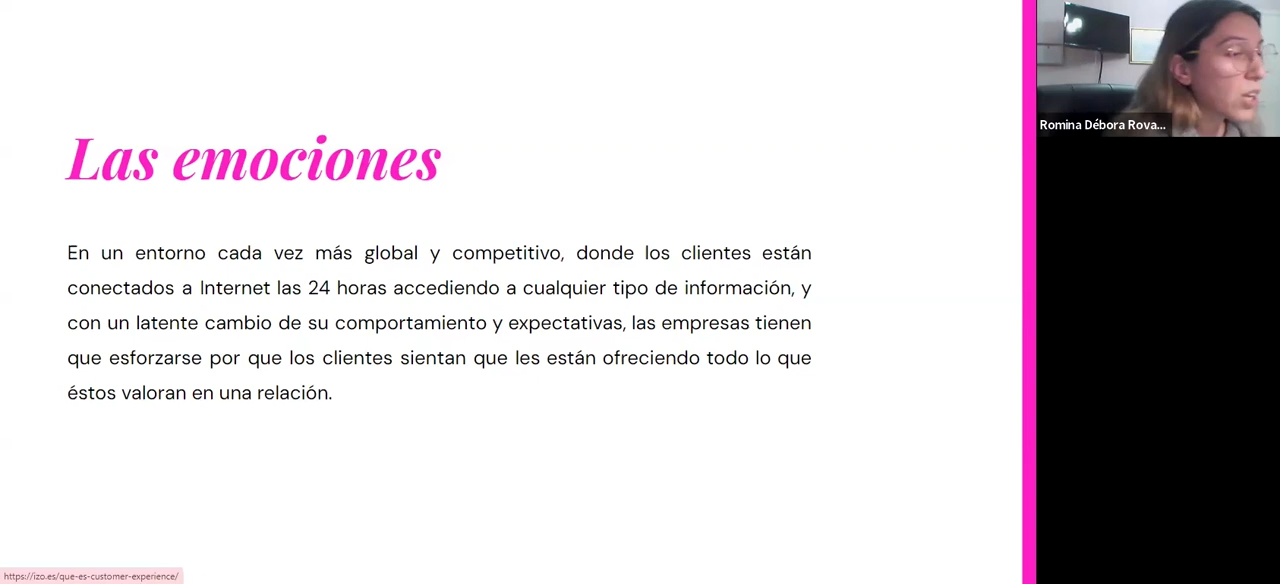 Las emociones
En un entorno cada vez más global y competitivo, donde los clientes están
conectados a Internet las 24 horas accediendo a cualquier tipo de información, y
con un latente cambio de su comportamiento y expectativas, las empresas tienen
que esforzarse por que los clientes sientan que les están ofreciendo todo lo que
éstos valoran en una relación.
Romina Débora Rova...
https://izo.es/que-es-customer-experience/